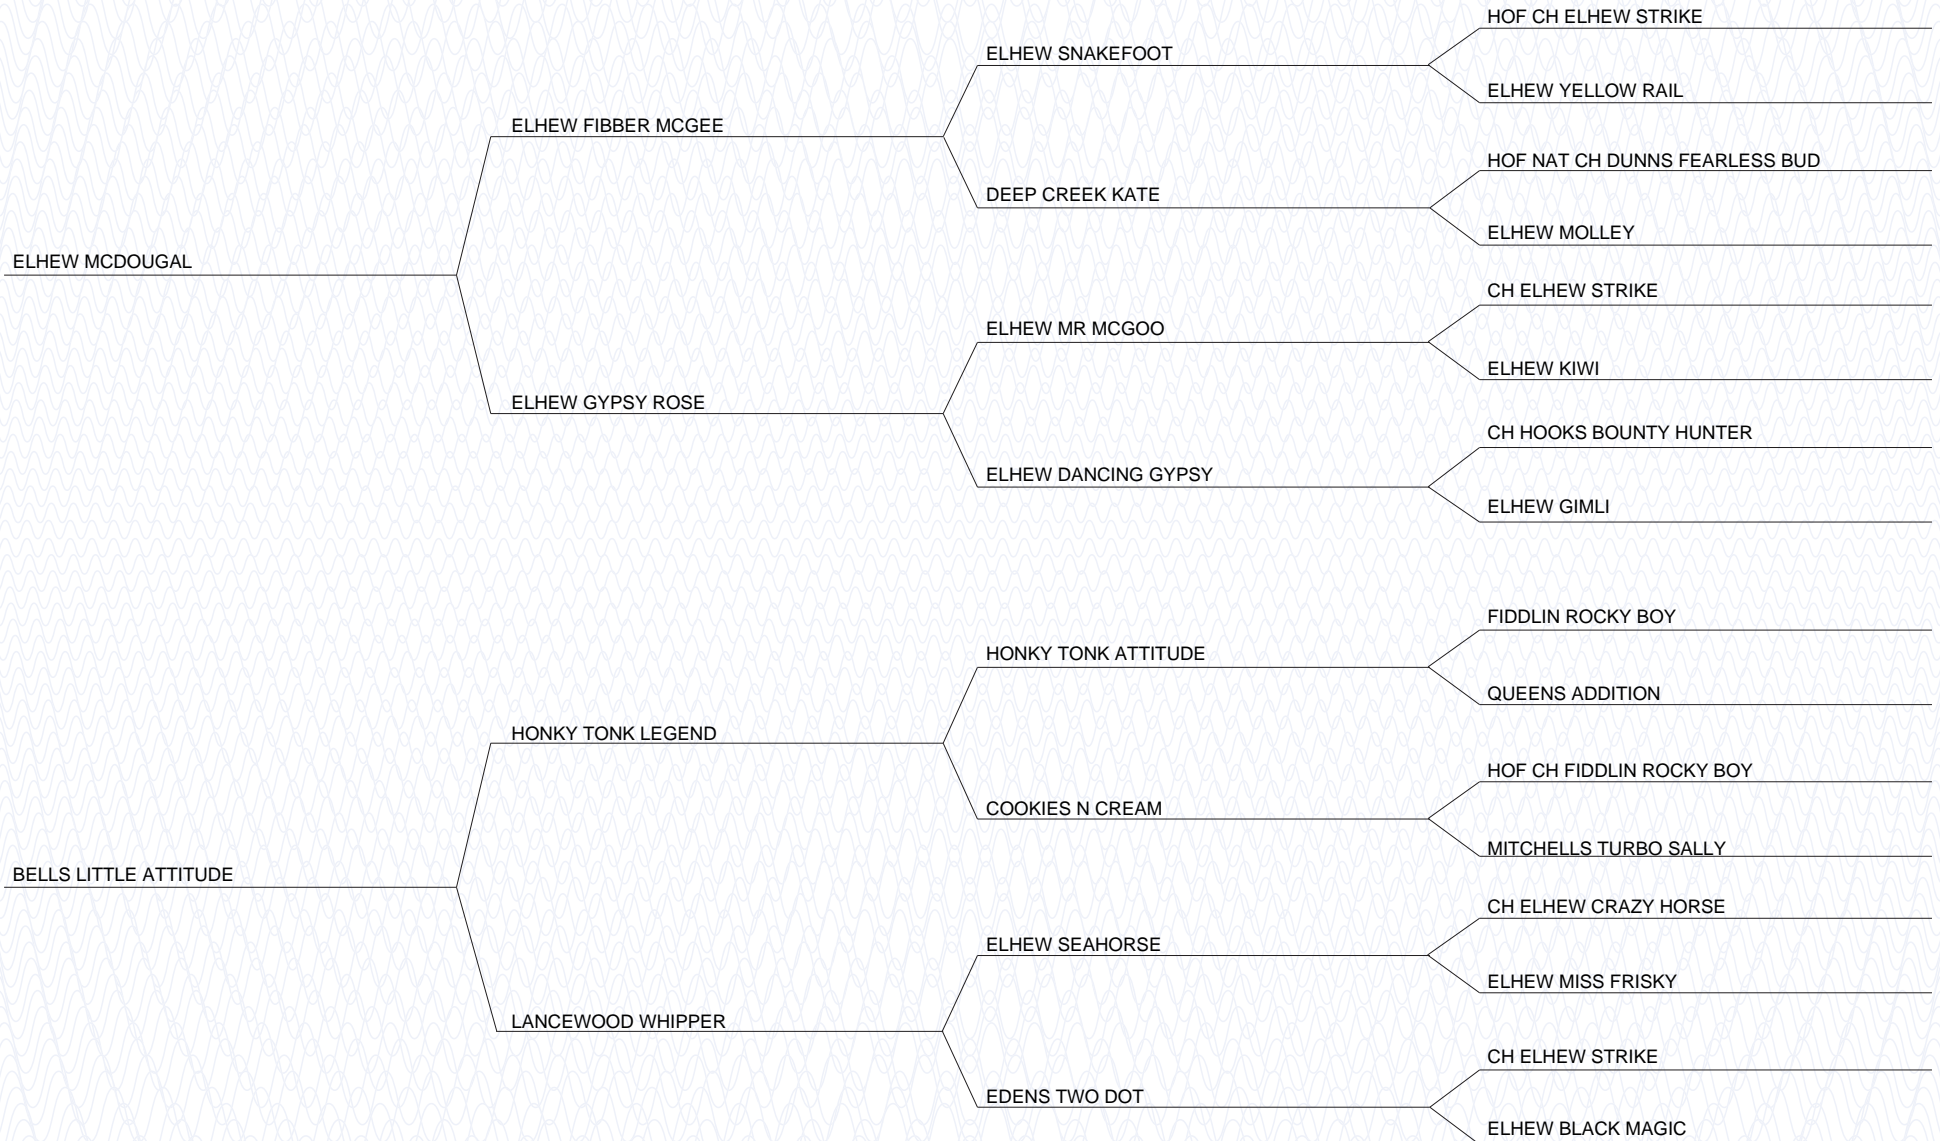 HOF CH ELHEW STRIKE
ELHEW SNAKEFOOT
ELHEW YELLOW RAIL
ELHEW FIBBER MCGEE
HOF NAT CH DUNNS FEARLESS BUD
DEEP CREEK KATE
ELHEW MOLLEY
ELHEW MCDOUGAL
CH ELHEW STRIKE
ELHEW MR MCGOO
ELHEW KIWI
ELHEW GYPSY ROSE
CH HOOKS BOUNTY HUNTER
ELHEW DANCING GYPSY
ELHEW GIMLI
FIDDLIN ROCKY BOY
HONKY TONK ATTITUDE
QUEENS ADDITION
HONKY TONK LEGEND
HOF CH FIDDLIN ROCKY BOY
COOKIES N CREAM
MITCHELLS TURBO SALLY
BELLS LITTLE ATTITUDE
CH ELHEW CRAZY HORSE
ELHEW SEAHORSE
ELHEW MISS FRISKY
LANCEWOOD WHIPPER
CH ELHEW STRIKE
EDENS TWO DOT
ELHEW BLACK MAGIC